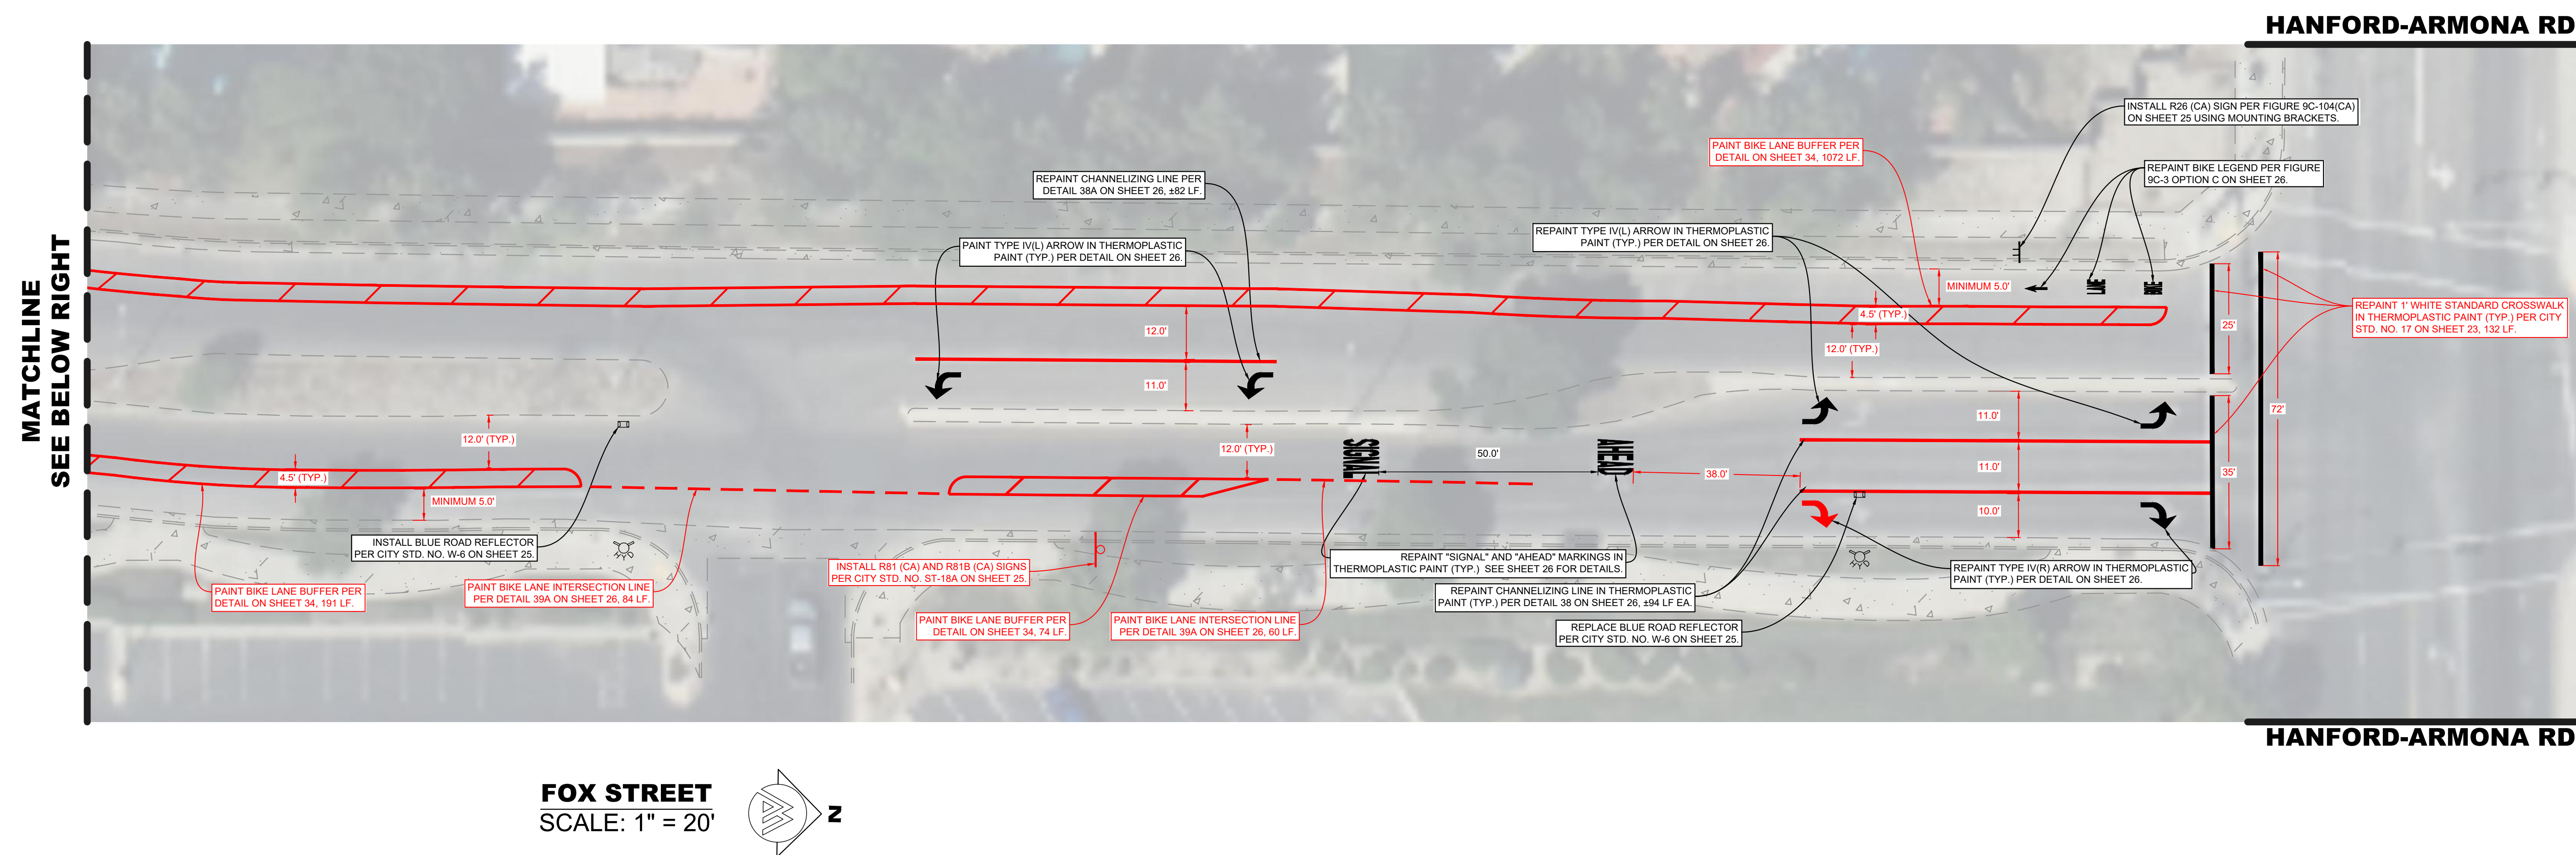 HANFORD-ARMONA RD
INSTALL R26 (CA) SIGN PER FIGURE 9C-104(CA)
ON SHEET 25 USING MOUNTING BRACKETS.
PAINT BIKE LANE BUFFER PER
DETAIL ON SHEET 34, 1072 LF.
REPAINT BIKE LEGEND PER FIGURE
9C-3 OPTION C ON SHEET 26.
REPAINT CHANNELIZING LINE PER
DETAIL 38A ON SHEET 26, ±82 LF.
REPAINT TYPE IV(L) ARROW IN THERMOPLASTIC
PAINT (TYP.) PER DETAIL ON SHEET 26.
PAINT TYPE IV(L) ARROW IN THERMOPLASTIC
PAINT (TYP.) PER DETAIL ON SHEET 26.
MATCHLINE
SEE BELOW RIGHT
MINIMUM 5.0'
LANE
BIKE
REPAINT 1' WHITE STANDARD CROSSWALK
IN THERMOPLASTIC PAINT (TYP.) PER CITY
STD. NO. 17 ON SHEET 23, 132 LF.
4.5' (TYP.)
25'
12.0'
12.0' (TYP.)
11.0'
72'
11.0'
12.0' (TYP.)
12.0' (TYP.)
SIGNAL
50.0'
AHEAD
38.0'
11.0'
35'
4.5' (TYP.)
MINIMUM 5.0'
10.0'
INSTALL BLUE ROAD REFLECTOR
PER CITY STD. NO. W-6 ON SHEET 25.
REPAINT "SIGNAL" AND "AHEAD" MARKINGS IN
THERMOPLASTIC PAINT (TYP.) SEE SHEET 26 FOR DETAILS.
INSTALL R81 (CA) AND R81B (CA) SIGNS
PER CITY STD. NO. ST-18A ON SHEET 25.
REPAINT TYPE IV(R) ARROW IN THERMOPLASTIC
PAINT (TYP.) PER DETAIL ON SHEET 26.
PAINT BIKE LANE BUFFER PER
DETAIL ON SHEET 34, 191 LF.
PAINT BIKE LANE INTERSECTION LINE
PER DETAIL 39A ON SHEET 26, 84 LF.
REPAINT CHANNELIZING LINE IN THERMOPLASTIC
PAINT (TYP.) PER DETAIL 38 ON SHEET 26, ±94 LF EA.
PAINT BIKE LANE BUFFER PER
DETAIL ON SHEET 34, 74 LF.
PAINT BIKE LANE INTERSECTION LINE
PER DETAIL 39A ON SHEET 26, 60 LF.
REPLACE BLUE ROAD REFLECTOR
PER CITY STD. NO. W-6 ON SHEET 25.
HANFORD-ARMONA RD
FOX STREET
SCALE: 1" = 20'
N